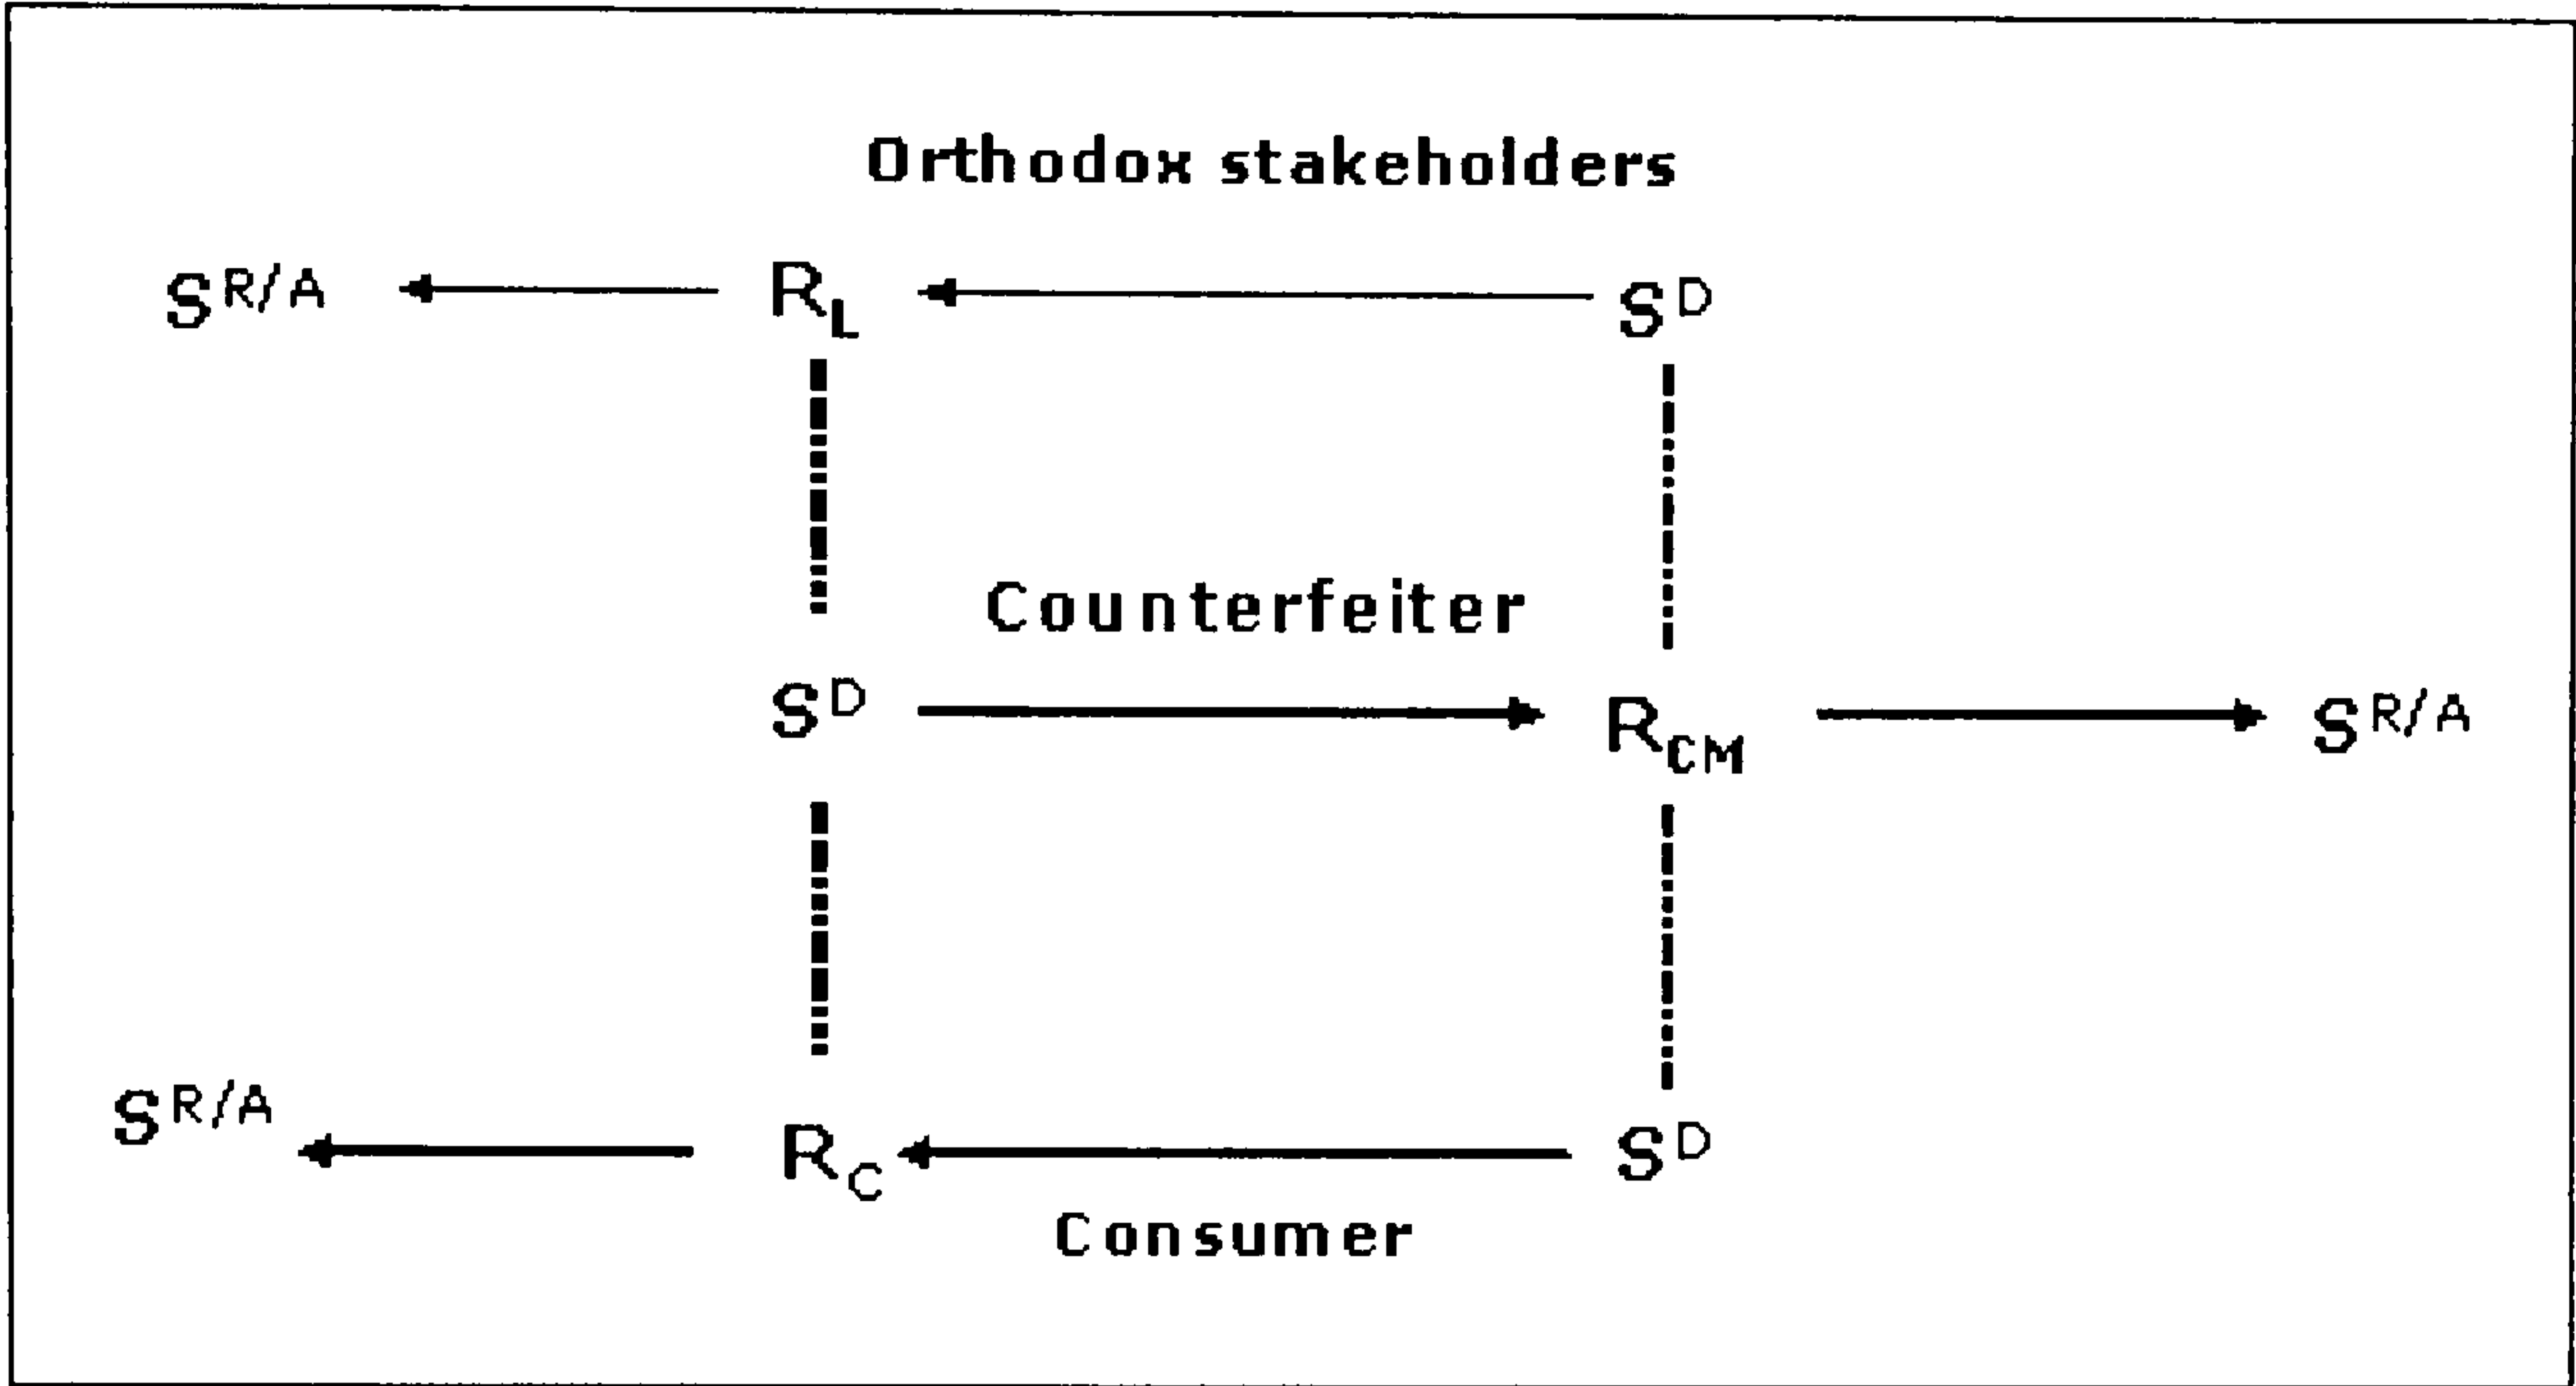 Orthodox stakeholders
S^R/A R_L S^D
Counterfeiter
S^D R_CM S^R/A
S^R/A R_C S^D
Consumer